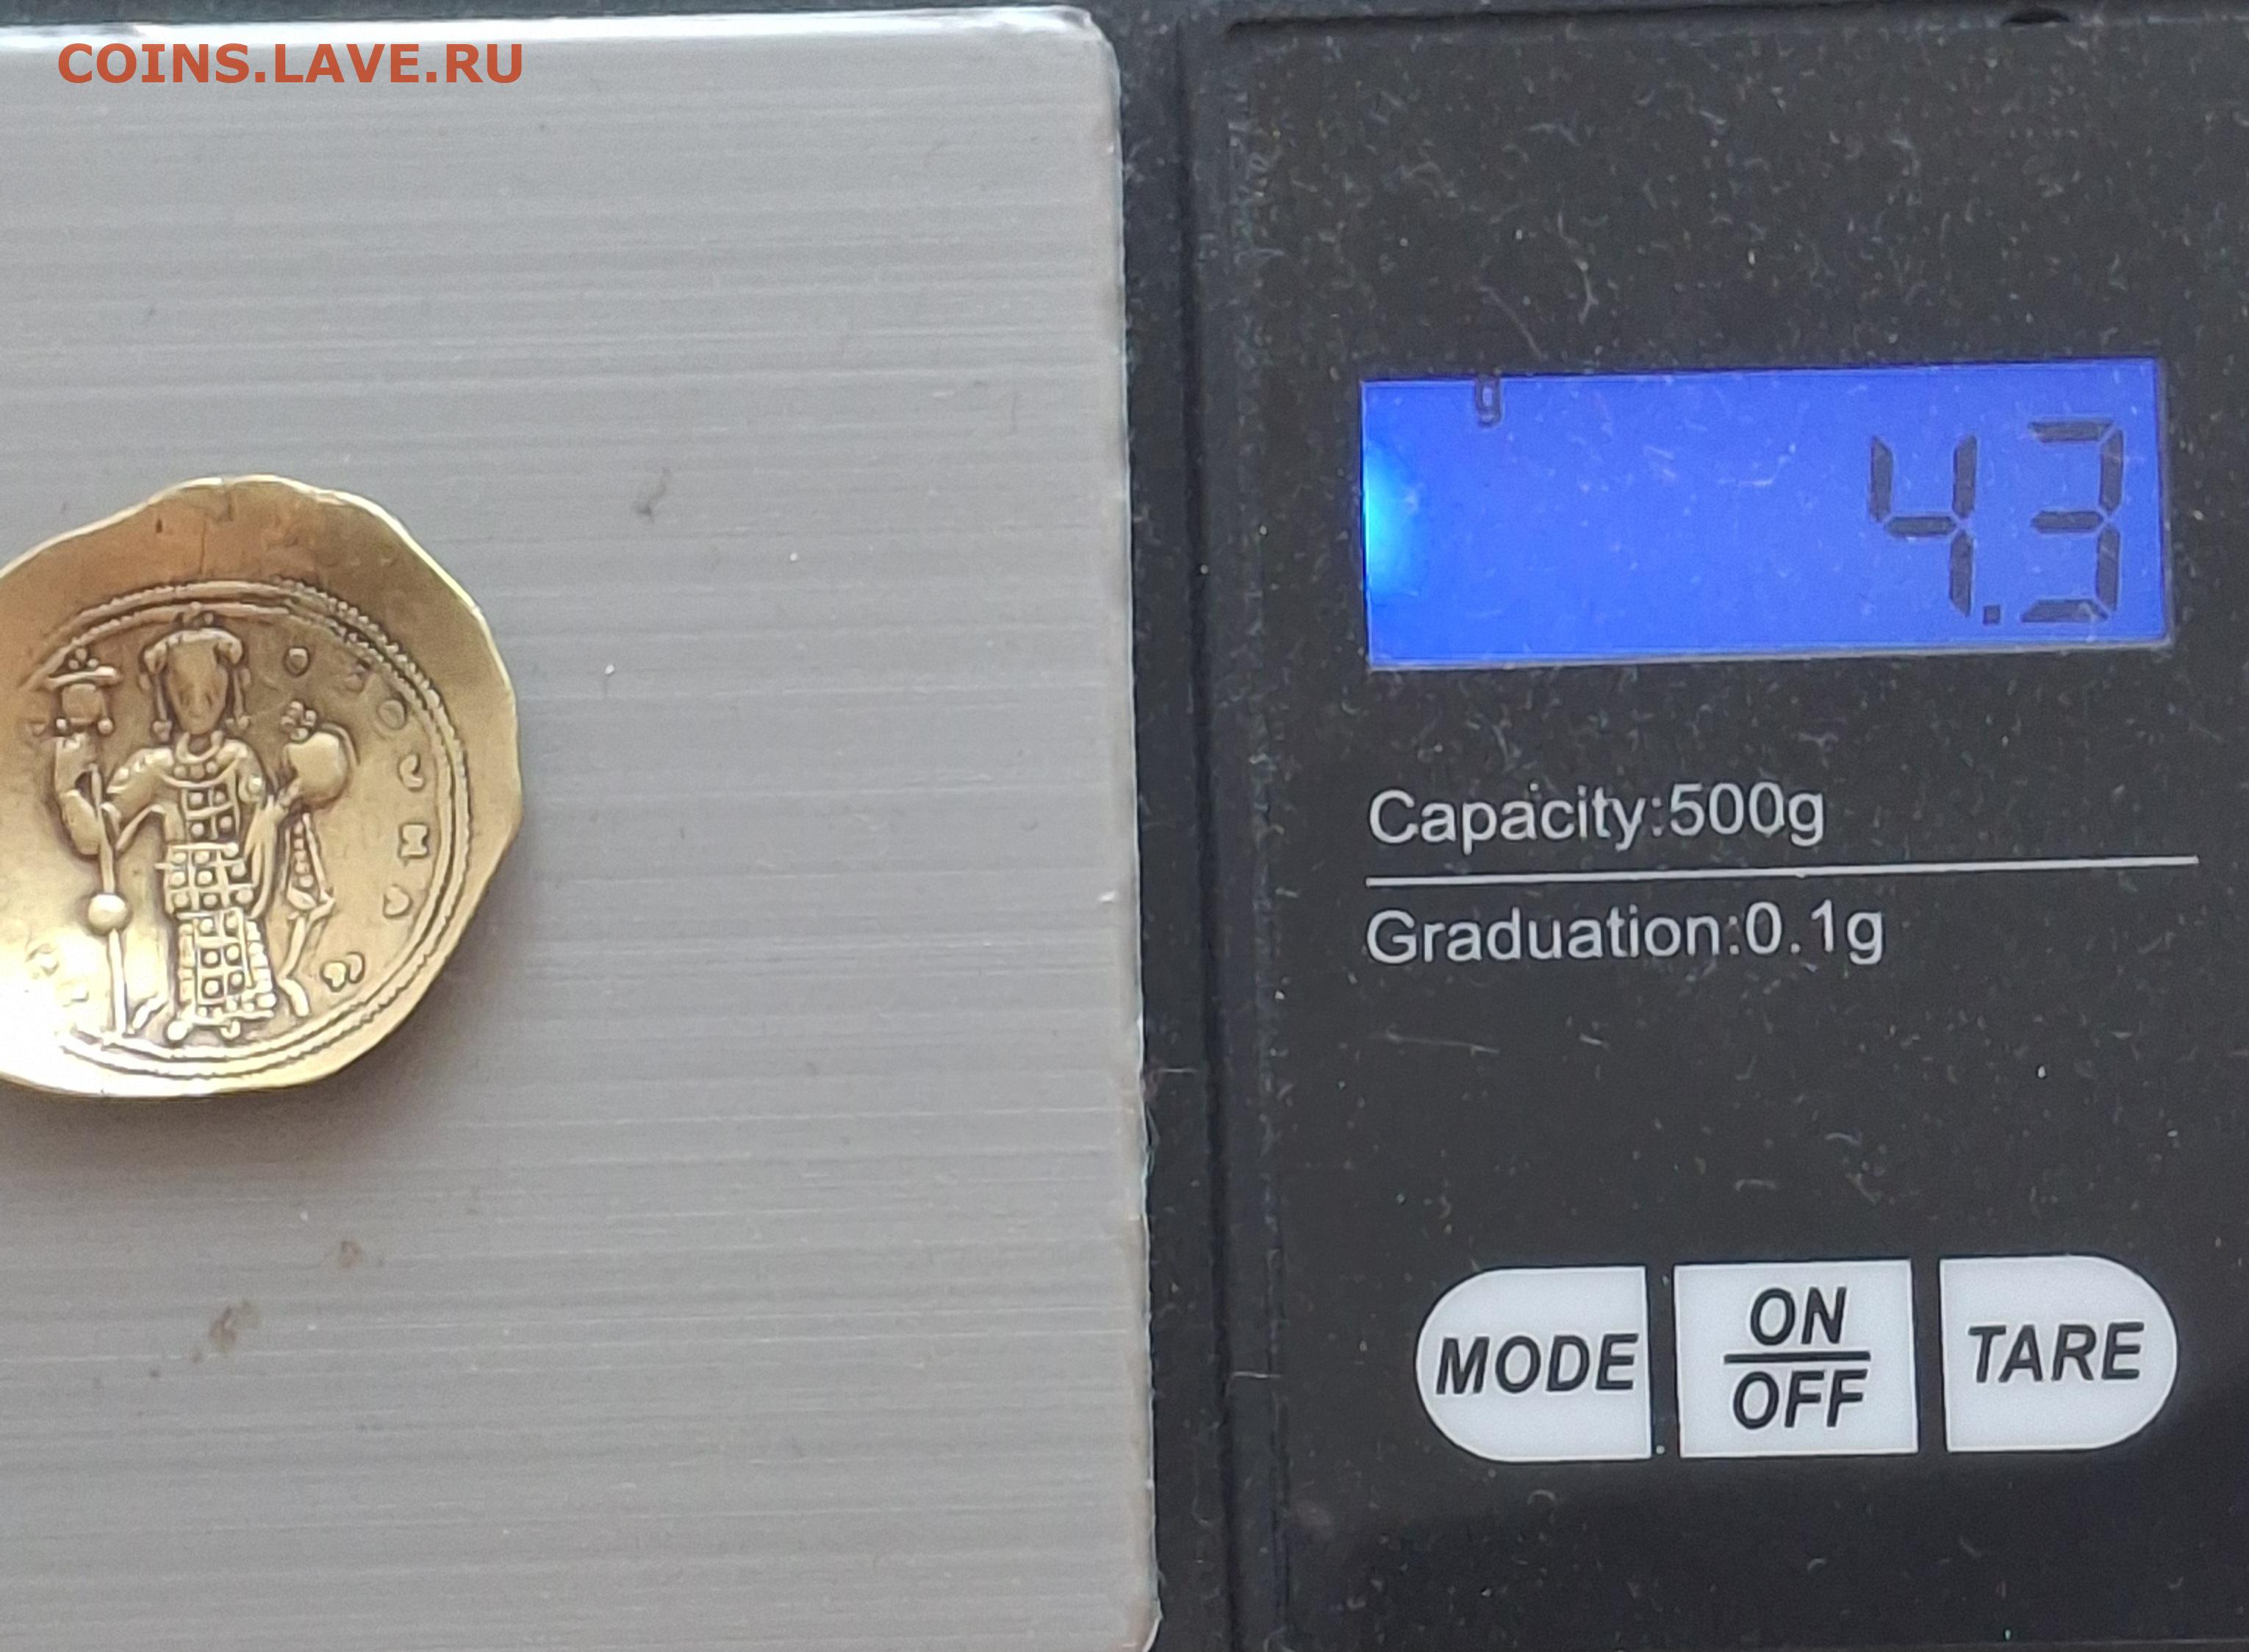 COINS.LAVE.RU
g
4.3
Capacity:500g
Graduation:0.1g
MODE
ON
OFF
TARE